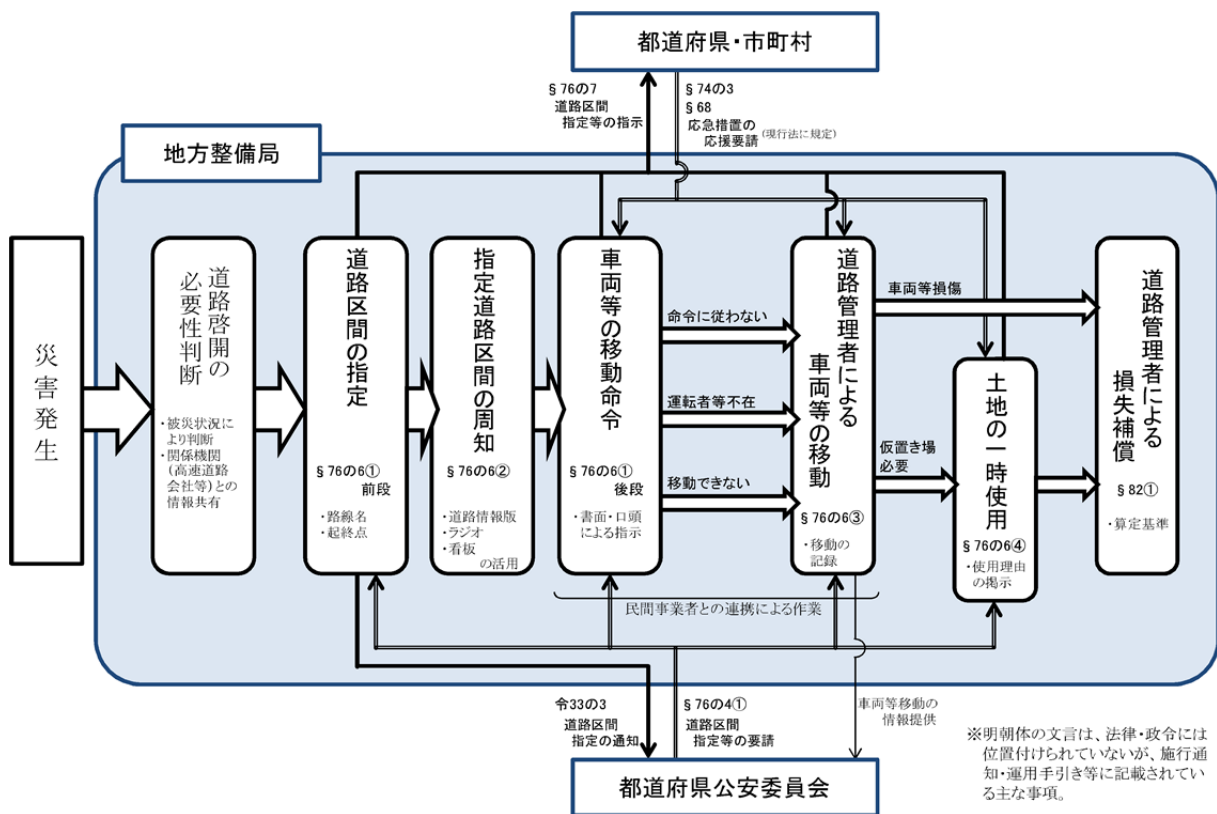 都道府県・市町村
§76の7
道路区間
指定等の指示
§74の3
§68
応急措置の
応援要請
(現行法に規定)
地方整備局
災害発生
道路啓開の
必要性判断
・被災状況に
より判断
・関係機関
(高速道路
会社等)との
情報共有
道路区間の指定
§76の6①
前段
・路線名
・起終点
指定道路区間の周知
§76の6②
・道路情報版
・ラジオ
・看板
の活用
車両等の移動命令
§76の6①
後段
・書面・口頭
による指示
命令に従わない
運転者等不在
移動できない
道路管理者による
車両等の移動
§76の6③
・移動の
記録
車両等損傷
仮置き場
必要
土地の一時使用
§76の6④
・使用理由
の掲示
道路管理者による
損失補償
§82①
・算定基準
民間事業者との連携による作業
令33の3
道路区間
指定の通知
§76の4①
道路区間
指定等の要請
車両等移動の
情報提供
都道府県公安委員会
※明朝体の文言は、法律・政令には
位置付けられていないが、施行通
知・運用手引き等に記載されてい
る主な事項。